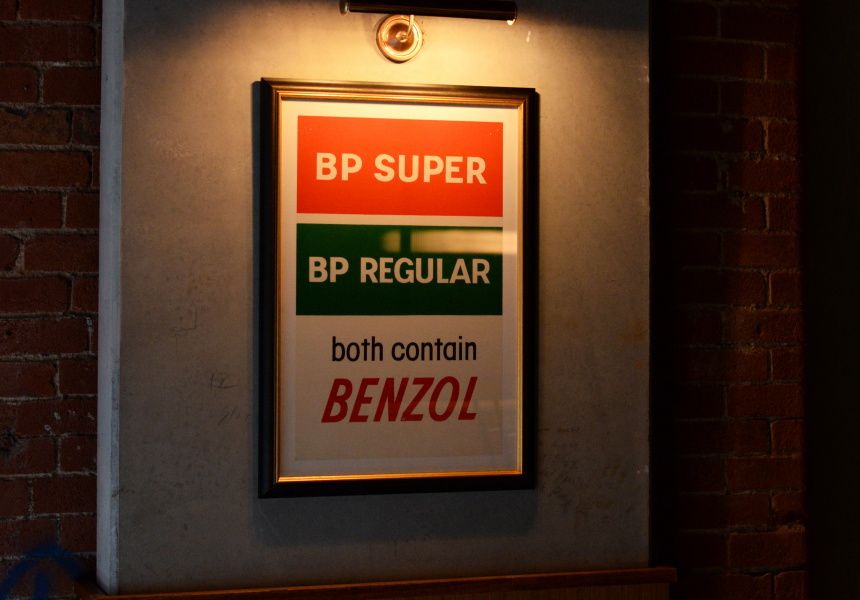 BP SUPER
BP REGULAR
both contain
BENZOL